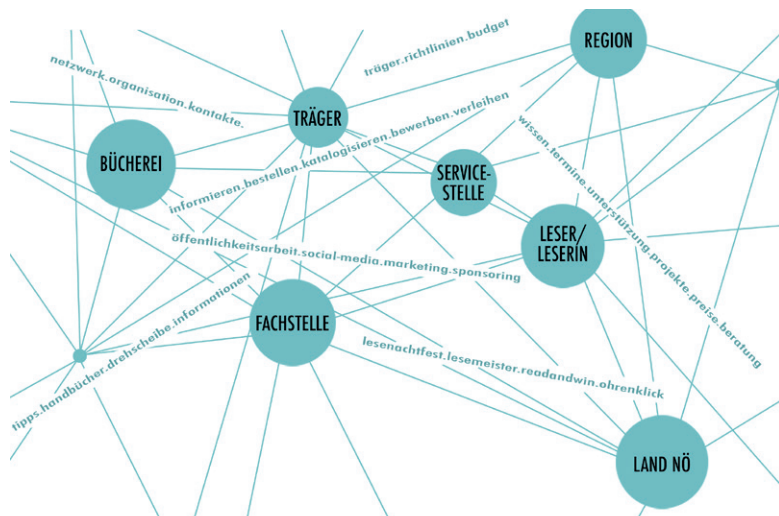 REGION
träger.richtlinien.budget
netzwerk.organisation.kontakte.
TRÄGER
BÜCHEREI
informieren.bestellen.katalogisieren.bewerben.verleihen
SERVICE-
STELLE
wissen.termine.unterstützung.projekte.preise.beratung
LESER/
LESERIN
öffentlichkeitsarbeit.social-media.marketing.sponsoring
FACHSTELLE
tipps.handbücher.drehscheibe.informationen
lesenachtfest.lesemeister.readandwin.ohrenklick
LAND NÖ